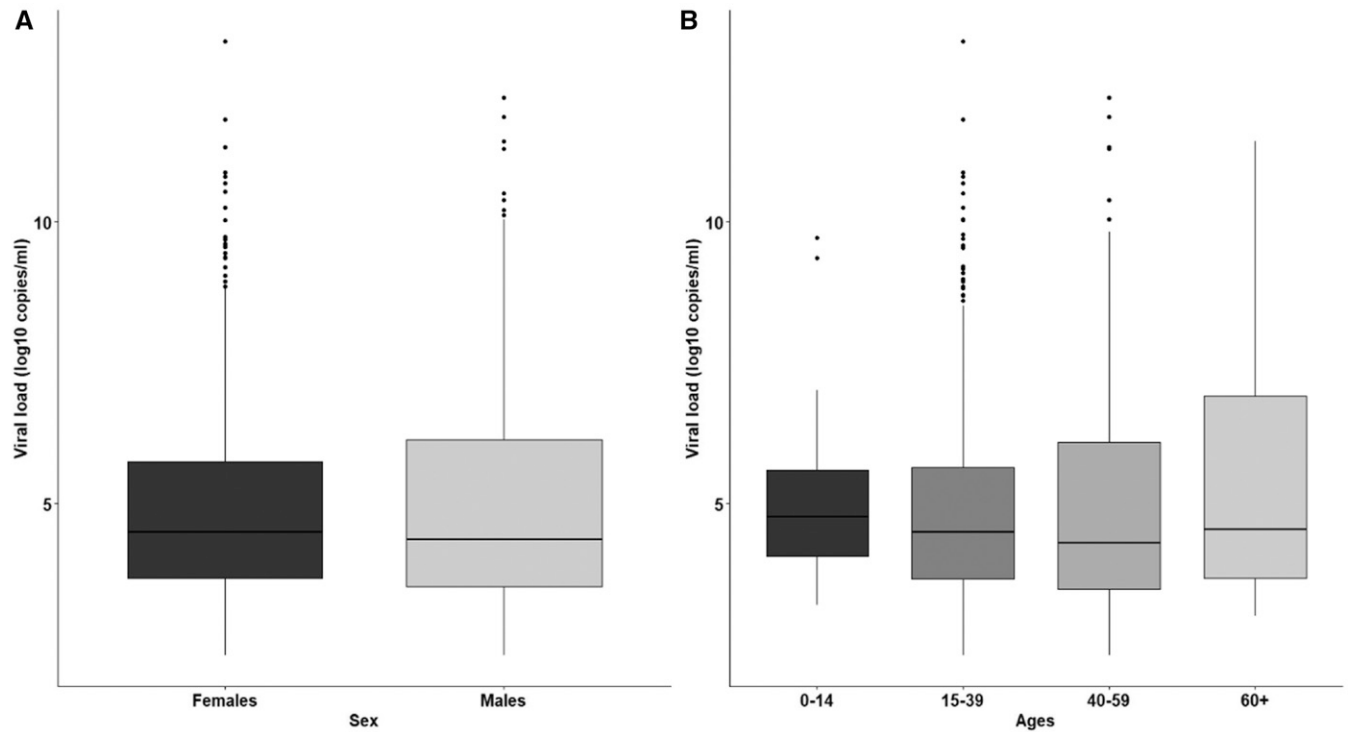 A
Viral load (log10 copies/ml)
10
5
Females
Males
Sex
B
Viral load (log10 copies/ml)
10
5
0-14
15-39
40-59
60+
Ages